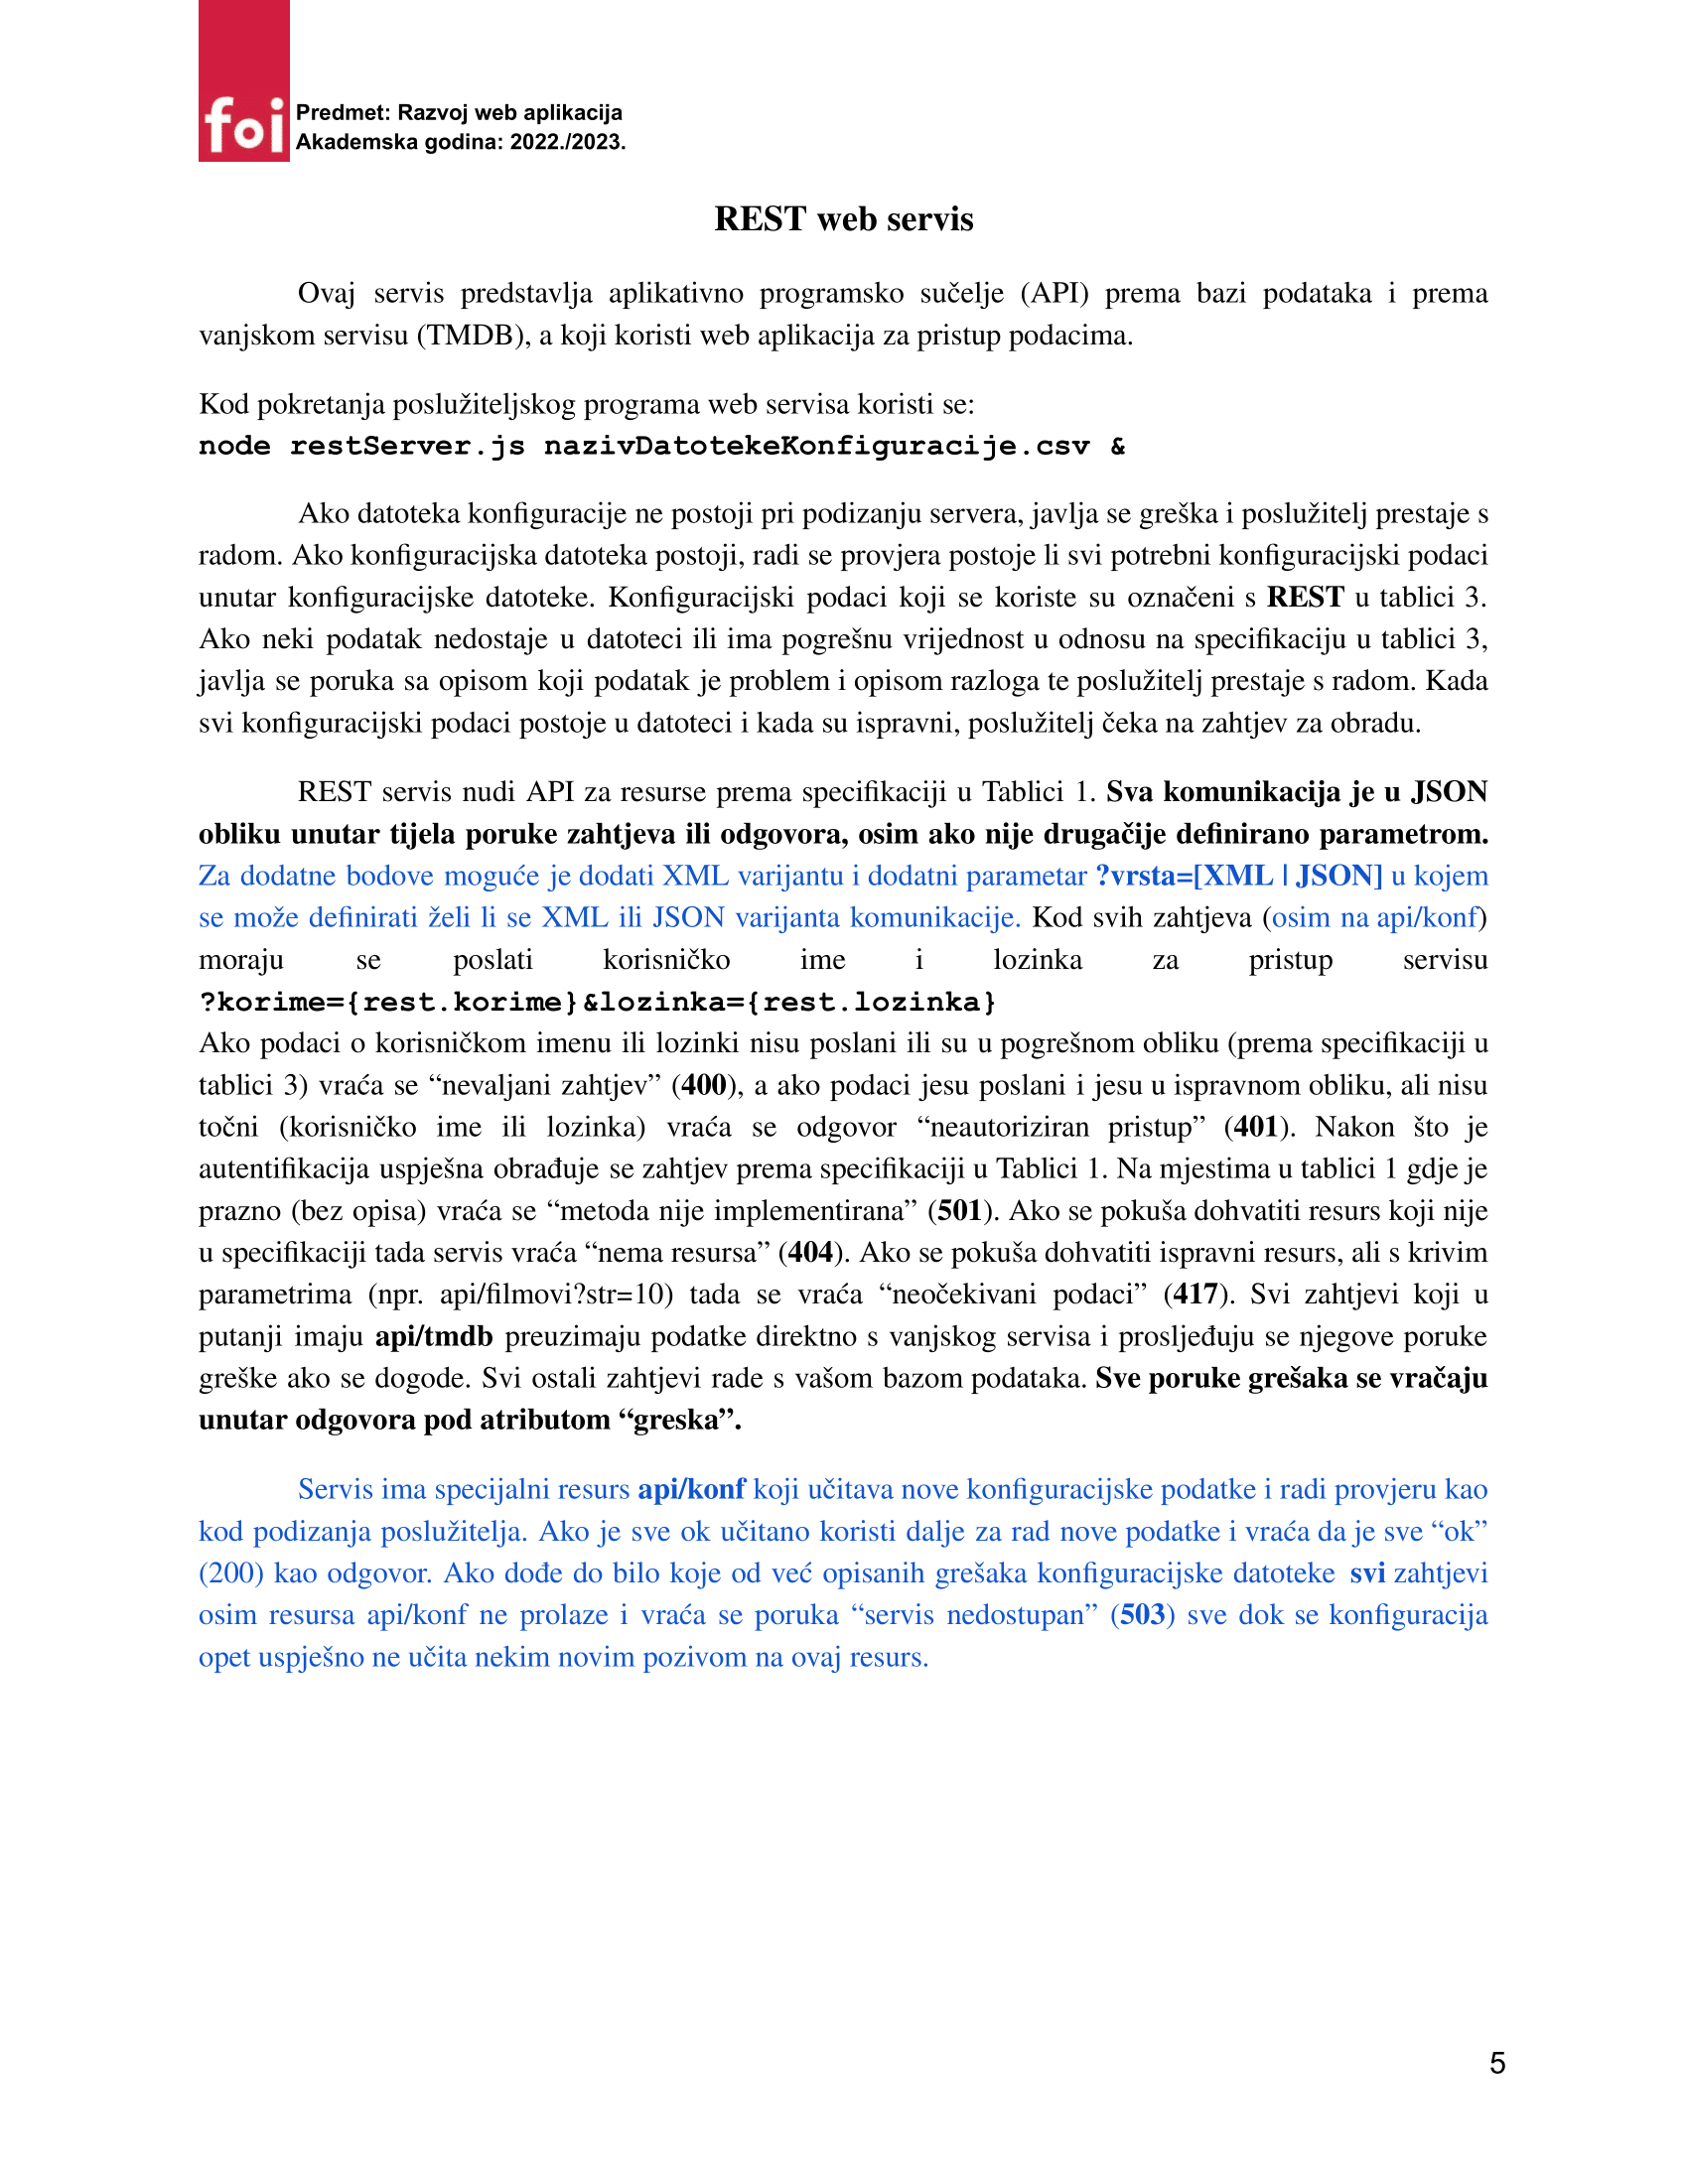 foi
Predmet: Razvoj web aplikacija
Akademska godina: 2022./2023.
REST web servis
Ovaj servis predstavlja aplikativno programsko sučelje (API) prema bazi podataka i prema
vanjskom servisu (TMDB), a koji koristi web aplikacija za pristup podacima.
Kod pokretanja poslužiteljskog programa web servisa koristi se:
node restServer.js nazivDatotekeKonfiguracije.csv &
Ako datoteka konfiguracije ne postoji pri podizanju servera, javlja se greška i poslužitelj prestaje s
radom. Ako konfiguracijska datoteka postoji, radi se provjera postoje li svi potrebni konfiguracijski podaci
unutar konfiguracijske datoteke. Konfiguracijski podaci koji se koriste su označeni s REST u tablici 3.
Ako neki podatak nedostaje u datoteci ili ima pogrešnu vrijednost u odnosu na specifikaciju u tablici 3,
javlja se poruka sa opisom koji podatak je problem i opisom razloga te poslužitelj prestaje s radom. Kada
svi konfiguracijski podaci postoje u datoteci i kada su ispravni, poslužitelj čeka na zahtjev za obradu.
REST servis nudi API za resurse prema specifikaciji u Tablici 1. Sva komunikacija je u JSON
obliku unutar tijela poruke zahtjeva ili odgovora, osim ako nije drugačije definirano parametrom.
Za dodatne bodove moguće je dodati XML varijantu i dodatni parametar ?vrsta=[XML | JSON] u kojem
se može definirati želi li se XML ili JSON varijanta komunikacije. Kod svih zahtjeva (osim na api/konf)
moraju se poslati korisničko ime i lozinka za pristup servisu
?korime={rest.korime}&lozinka={rest.lozinka}
Ako podaci o korisničkom imenu ili lozinki nisu poslani ili su u pogrešnom obliku (prema specifikaciji u
tablici 3) vraća se “nevaljani zahtjev” (400), a ako podaci jesu poslani i jesu u ispravnom obliku, ali nisu
točni (korisničko ime ili lozinka) vraća se odgovor “neautoriziran pristup” (401). Nakon što je
autentifikacija uspješna obrađuje se zahtjev prema specifikaciji u Tablici 1. Na mjestima u tablici 1 gdje je
prazno (bez opisa) vraća se “metoda nije implementirana” (501). Ako se pokuša dohvatiti resurs koji nije
u specifikaciji tada servis vraća “nema resursa” (404). Ako se pokuša dohvatiti ispravni resurs, ali s krivim
parametrima (npr. api/filmovi?str=10) tada se vraća “neočekivani podaci” (417). Svi zahtjevi koji u
putanji imaju api/tmdb preuzimaju podatke direktno s vanjskog servisa i prosljeđuju se njegove poruke
greške ako se dogode. Svi ostali zahtjevi rade s vašom bazom podataka. Sve poruke grešaka se vračaju
unutar odgovora pod atributom “greska”.
Servis ima specijalni resurs api/konf koji učitava nove konfiguracijske podatke i radi provjeru kao
kod podizanja poslužitelja. Ako je sve ok učitano koristi dalje za rad nove podatke i vraća da je sve “ok”
(200) kao odgovor. Ako dođe do bilo koje od već opisanih grešaka konfiguracijske datoteke svi zahtjevi
osim resursa api/konf ne prolaze i vraća se poruka “servis nedostupan” (503) sve dok se konfiguracija
opet uspješno ne učita nekim novim pozivom na ovaj resurs.
5